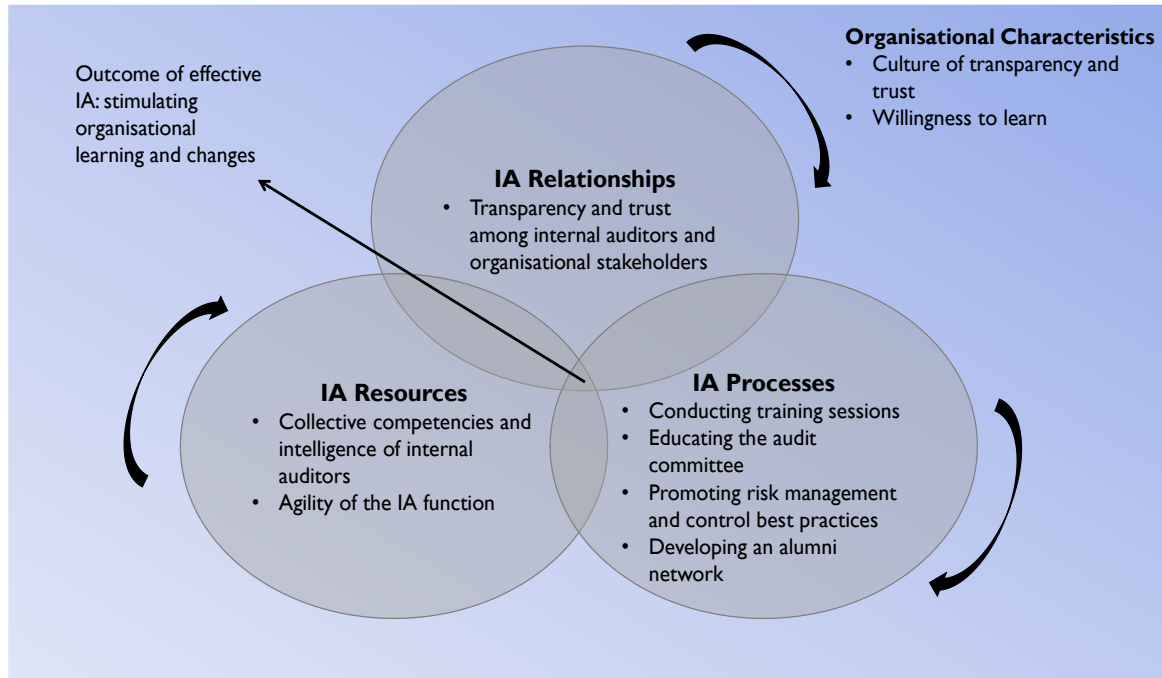 Organisational Characteristics
• Culture of transparency and
trust
• Willingness to learn
Outcome of effective
IA: stimulating
organisational
learning and changes
IA Relationships
• Transparency and trust
among internal auditors and
organisational stakeholders
IA Resources
• Collective competencies and
intelligence of internal
auditors
• Agility of the IA function
IA Processes
• Conducting training sessions
• Educating the audit
committee
• Promoting risk management
and control best practices
• Developing an alumni
network